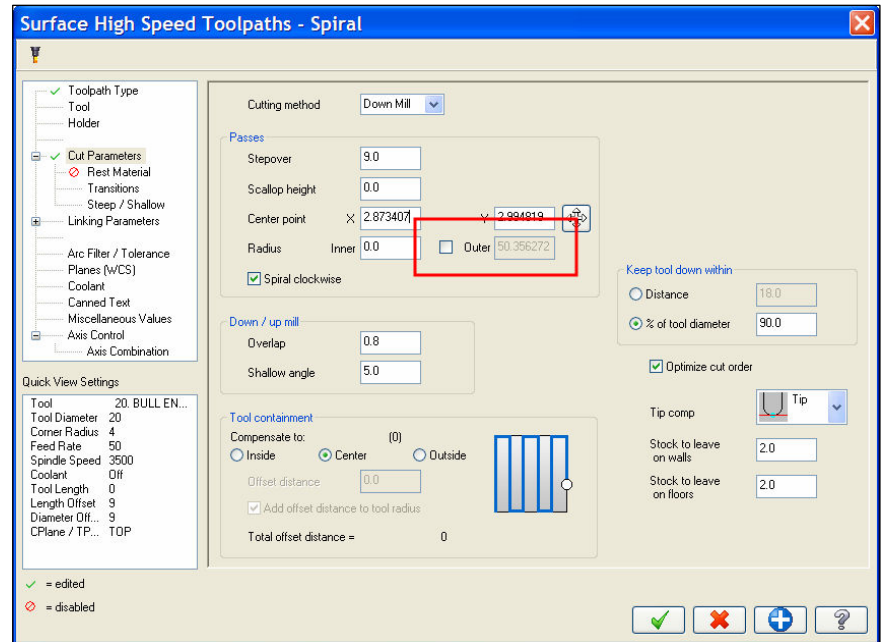 Surface High Speed Toolpaths - Spiral
Toolpath Type
Tool
Holder
Cut Parameters
Rest Material
Transitions
Steep / Shallow
Linking Parameters
Arc Filter / Tolerance
Planes (WCS)
Coolant
Canned Text
Miscellaneous Values
Axis Control
Axis Combination
Quick View Settings
Tool 20. BULL EN...
Tool Diameter 20
Corner Radius 4
Feed Rate 50
Spindle Speed 3500
Coolant Off
Tool Length 0
Length Offset 9
Diameter Off... 9
CPlane / TP... TOP
= edited
= disabled
Cutting method Down Mill
Passes
Stepover 9.0
Scallop height 0.0
Center point X 2.873407 Y 2.994819
Radius Inner 0.0 Outer 50.356272
Spiral clockwise
Down / up mill
Overlap 0.8
Shallow angle 5.0
Tool containment
Compensate to: (0)
Inside Center Outside
Offset distance 0.0
Add offset distance to tool radius
Total offset distance = 0
Keep tool down within
Distance 18.0
% of tool diameter 90.0
Optimize cut order
Tip comp Tip
Stock to leave
on walls 2.0
Stock to leave
on floors 2.0